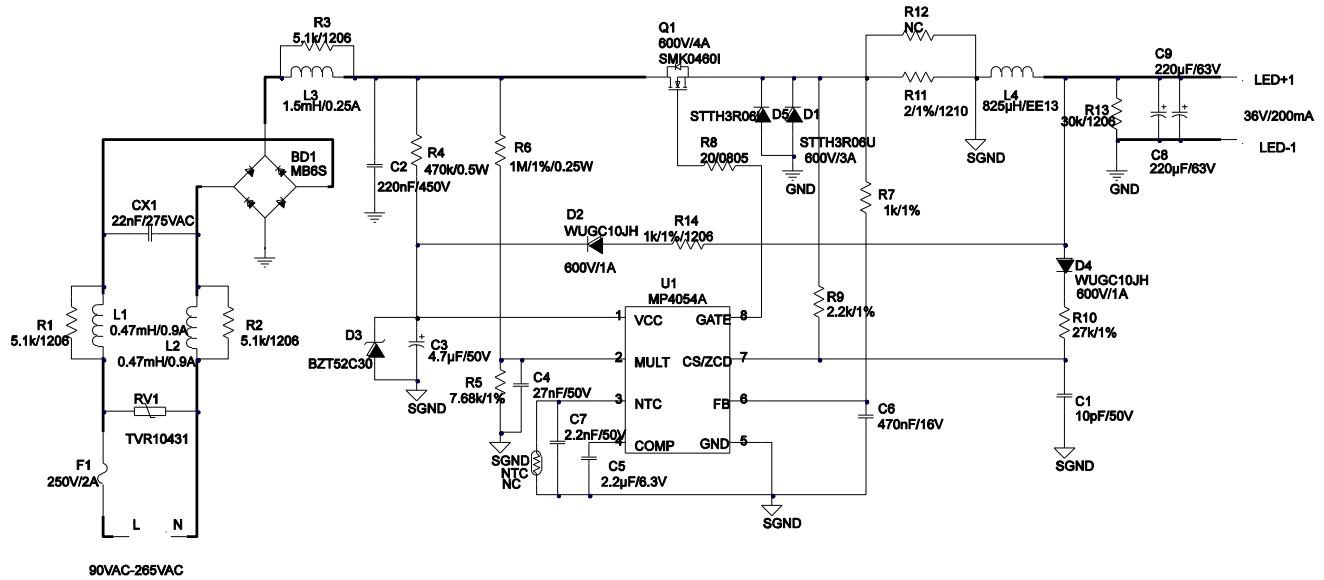 R3
5.1k/1206
L3
1.5mH/0.25A
Q1
600V/4A
SMK0460I
R12
NC
R11
2/1%/1210
L4
825µH/EE13
SGND
C9
220µF/63V
LED+1
R13
30k/1206
36V/200mA
LED-1
C8
220µF/63V
GND
BD1
MB6S
C2
220nF/450V
R4
470k/0.5W
R6
1M/1%/0.25W
R8
20/0805
STTH3R06U
D5
D1
STTH3R06U
600V/3A
GND
R7
1k/1%
CX1
22nF/275VAC
D2
WUGC10JH
600V/1A
R14
1k/1%/1206
D4
WUGC10JH
600V/1A
R10
27k/1%
R9
2.2k/1%
L1
0.47mH/0.9A
R1
5.1k/1206
L2
0.47mH/0.9A
R2
5.1k/1206
U1
MP4054A
1
VCC
GATE
8
2
MULT
CS/ZCD
7
3
NTC
FB
6
4
COMP
GND
5
D3
BZT52C30
C3
4.7µF/50V
SGND
R5
7.68k/1%
C4
27nF/50V
C7
2.2nF/50V
SGND
NTC
NC
C5
2.2µF/6.3V
C6
470nF/16V
SGND
C1
10pF/50V
SGND
RV1
TVR10431
F1
250V/2A
L
N
90VAC-265VAC